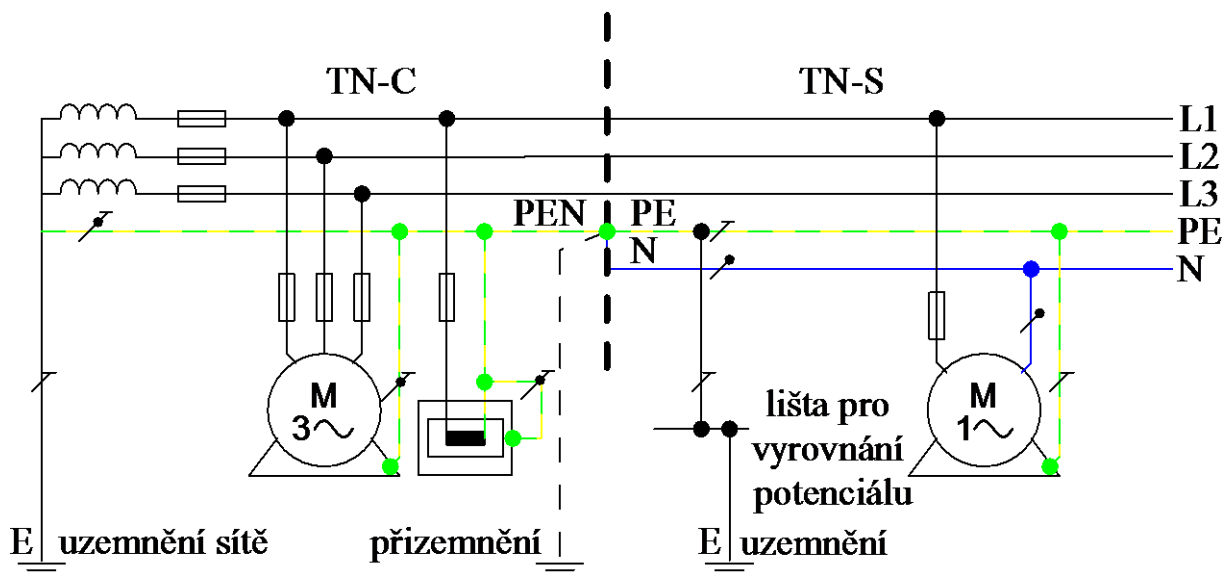 TN-C
TN-S
L1
L2
L3
PEN
PE
PE
N
N
M
3
M
1
lišta pro
vyrovnání
potenciálu
E
uzemnění sítě
přizemnění
E
uzemnění